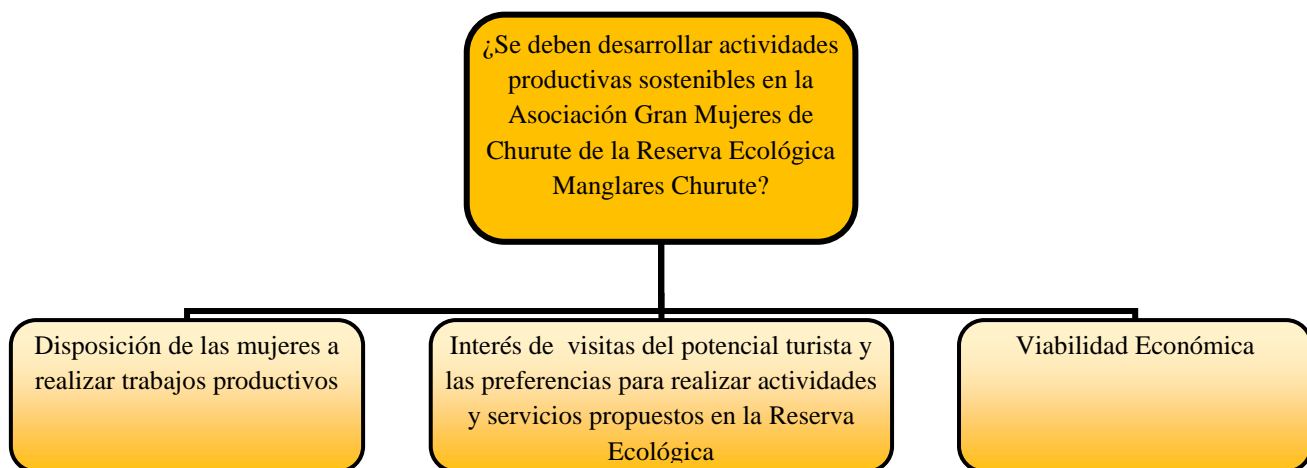 ¿Se deben desarrollar actividades
productivas sostenibles en la
Asociación Gran Mujeres de
Churute de la Reserva Ecológica
Manglares Churute?
Disposición de las mujeres a
realizar trabajos productivos
Interés de visitas del potencial turista y
las preferencias para realizar actividades
y servicios propuestos en la Reserva
Ecológica
Viabilidad Económica